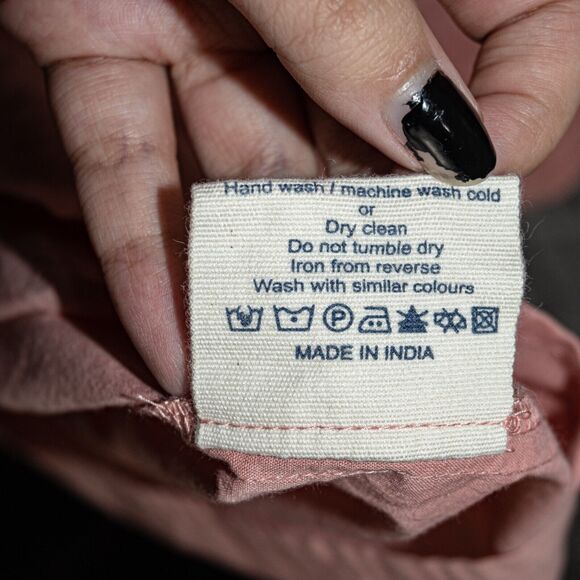 Hand wash / machine wash cold
or
Dry clean
Do not tumble dry
Iron from reverse
Wash with similar colours
P
MADE IN INDIA